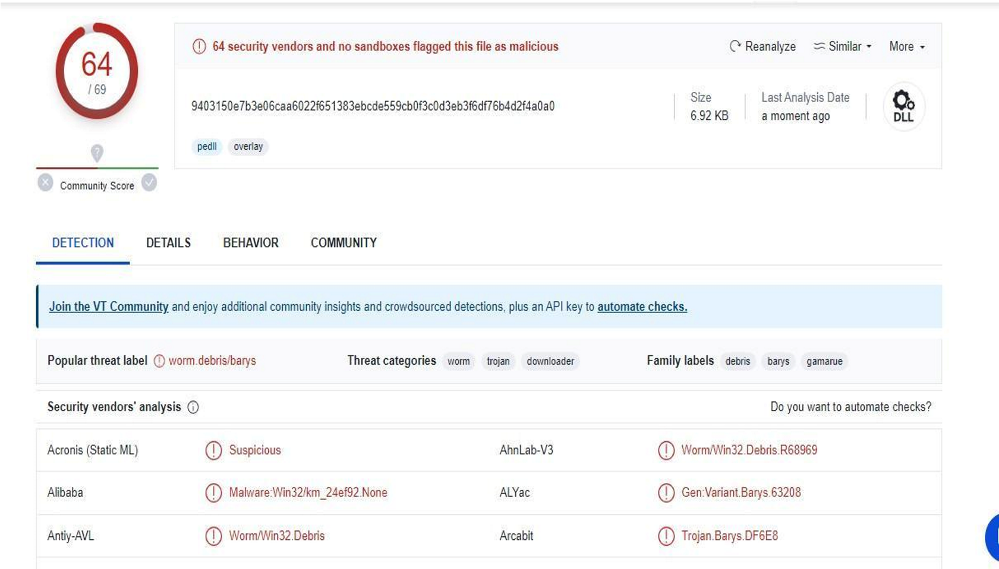 64
/ 69
Community Score
64 security vendors and no sandboxes flagged this file as malicious
Reanalyze Similar More
9403150e7b3e06caa6022f651383ebcde559cb0f3c0d3eb3f6df76b4d2f4a0a0
Size
6.92 KB
Last Analysis Date
a moment ago
DLL
pedll overlay
DETECTION DETAILS BEHAVIOR COMMUNITY
Join the VT Community and enjoy additional community insights and crowdsourced detections, plus an API key to automate checks.
Popular threat label worm.debris/barys Threat categories worm trojan downloader Family labels debris barys gamarue
Security vendors' analysis Do you want to automate checks?
Acronis (Static ML) Suspicious AhnLab-V3 Worm/Win32.Debris.R68969
Alibaba Malware:Win32/km_24ef92.None ALYac Gen:Variant.Barys.63208
Antiy-AVL Worm/Win32.Debris Arcabit Trojan.Barys.DF6E8